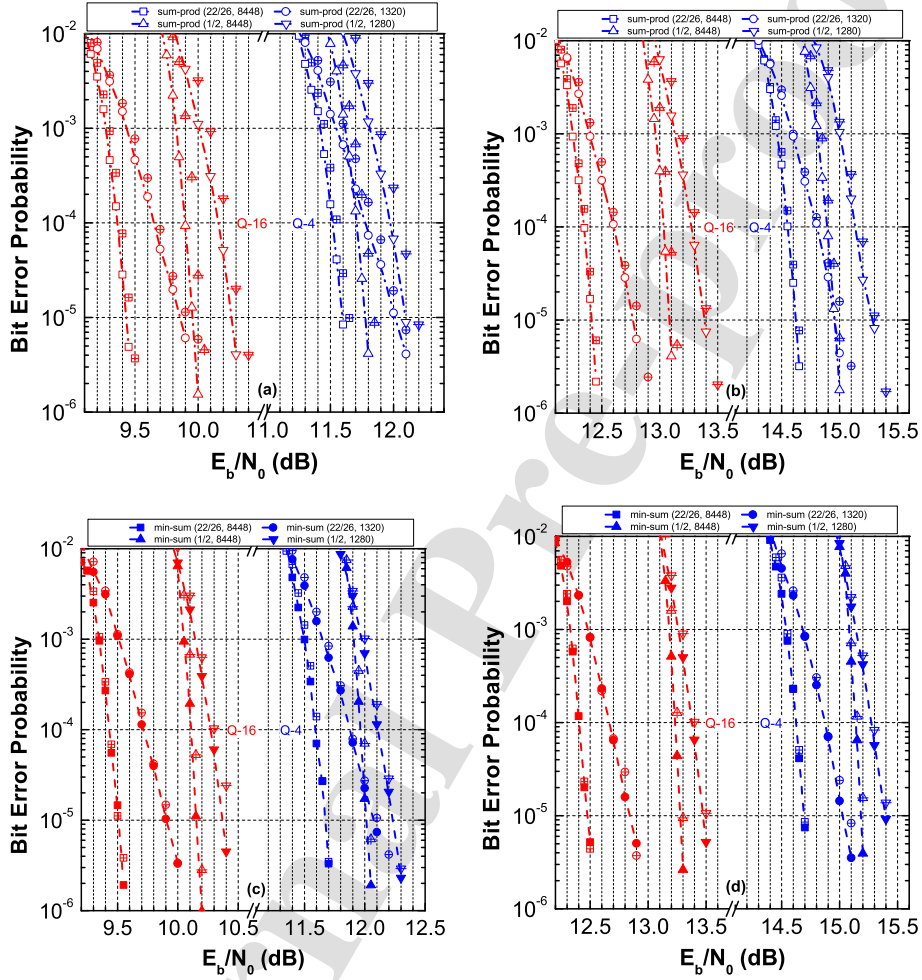 sum-prod (22/26, 8448) sum-prod (22/26, 1320)
sum-prod (1/2, 8448) sum-prod (1/2, 1280)
10^-2
10^-3
10^-4
10^-5
10^-6
Bit Error Probability
Q-16 Q-4
(a)
9.5 10.0 11.0 11.5 12.0
E_b/N_0 (dB)
sum-prod (22/26, 8448) sum-prod (22/26, 1320)
sum-prod (1/2, 8448) sum-prod (1/2, 1280)
10^-2
10^-3
10^-4
10^-5
10^-6
Bit Error Probability
Q-16 Q-4
(b)
12.5 13.0 13.5 14.5 15.0 15.5
E_b/N_0 (dB)
min-sum (22/26, 8448) min-sum (22/26, 1320)
min-sum (1/2, 8448) min-sum (1/2, 1280)
10^-2
10^-3
10^-4
10^-5
10^-6
Bit Error Probability
Q-16 Q-4
(c)
9.5 10.0 10.5 11.5 12.0 12.5
E_b/N_0 (dB)
min-sum (22/26, 8448) min-sum (22/26, 1320)
min-sum (1/2, 8448) min-sum (1/2, 1280)
10^-2
10^-3
10^-4
10^-5
10^-6
Bit Error Probability
Q-16 Q-4
(d)
12.5 13.0 13.5 14.5 15.0 15.5
E_b/N_0 (dB)
nal Pre-pro